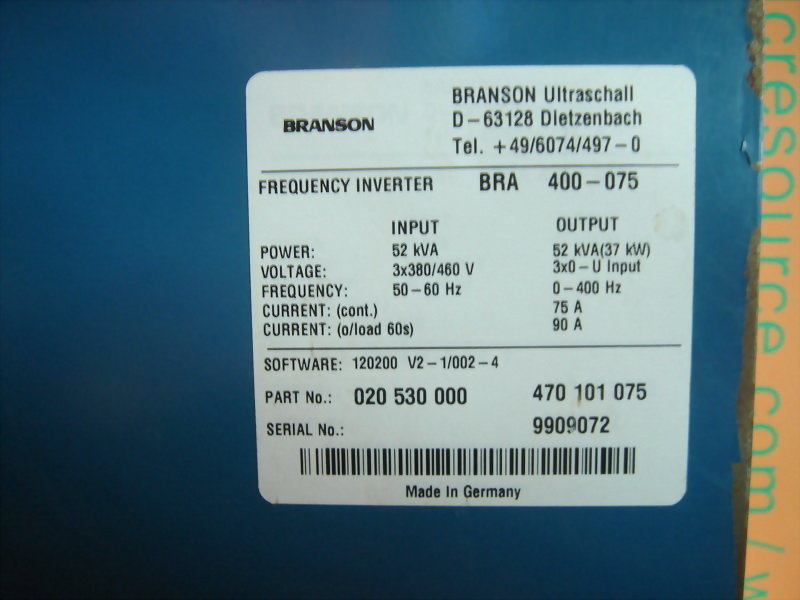 BRANSON
BRANSON Ultraschall
D-63128 Dietzenbach
Tel. +49/6074/497-0
FREQUENCY INVERTER BRA 400-075
INPUT OUTPUT
POWER: 52 kVA 52 kVA(37 kW)
VOLTAGE: 3x380/460 V 3x0-U Input
FREQUENCY: 50-60 Hz 0-400 Hz
CURRENT: (cont.) 75 A
CURRENT: (o/load 60s) 90 A
SOFTWARE: 120200 V2-1/002-4
PART No.: 020 530 000 470 101 075
SERIAL No.: 9909072
Made In Germany
cresource.com/w